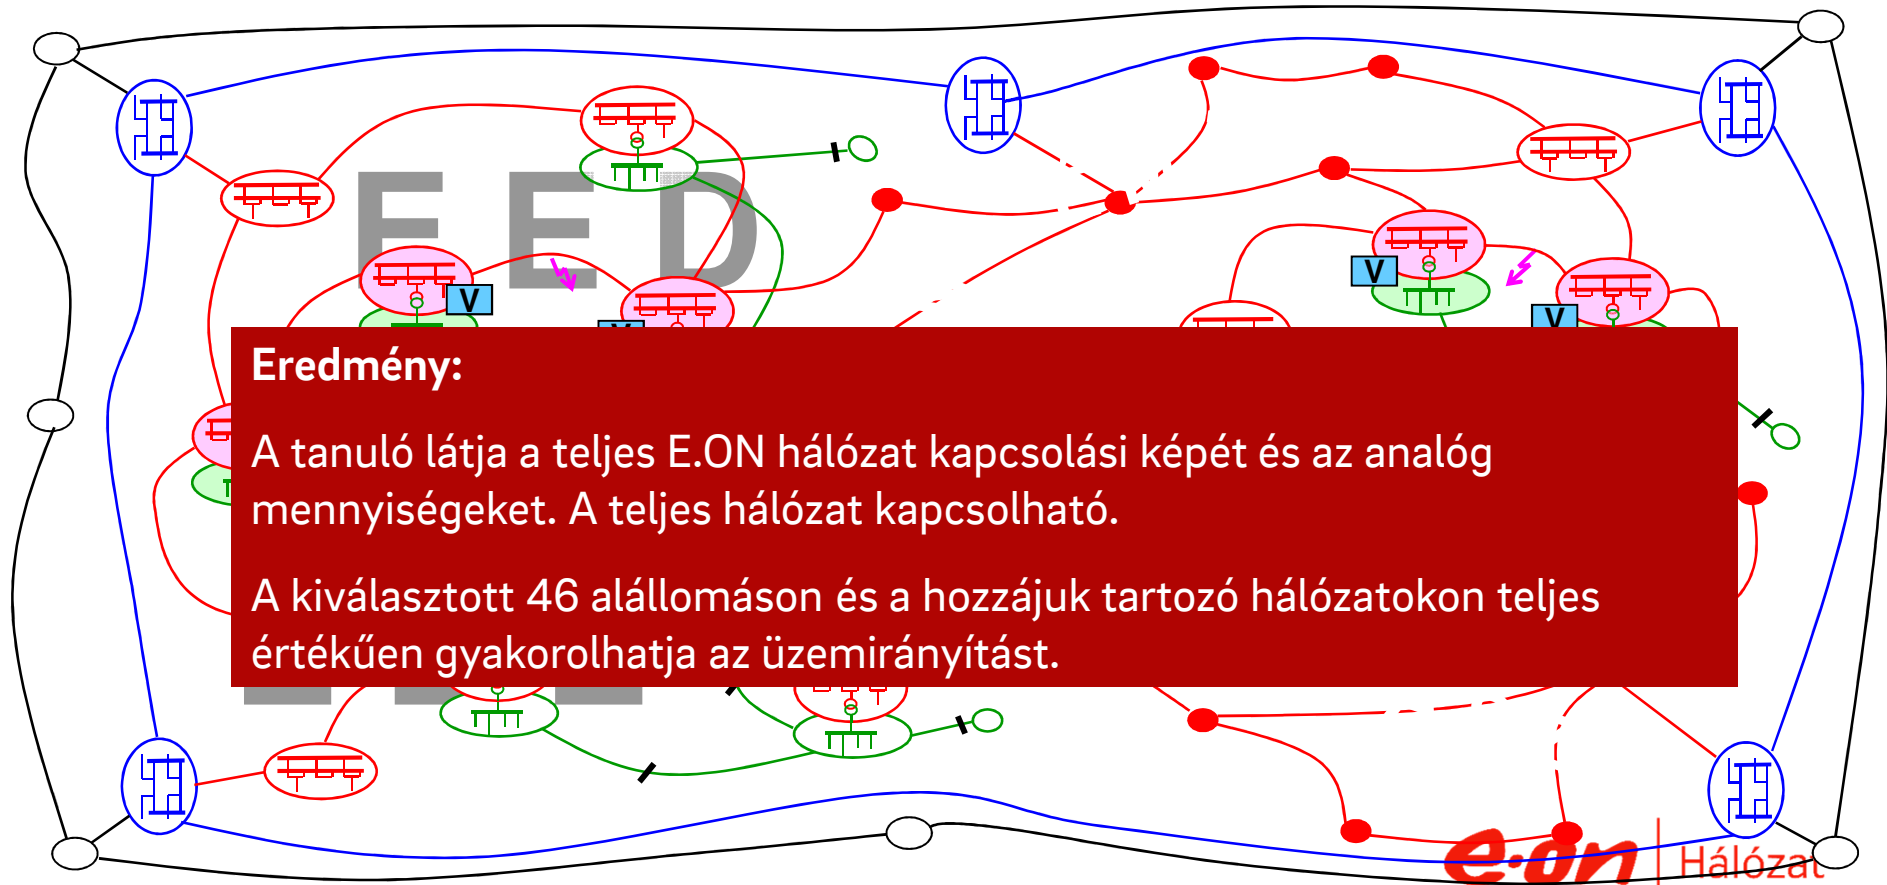 E E D
V
V
V
V
Eredmény:
A tanuló látja a teljes E.ON hálózat kapcsolási képét és az analóg
mennyiségeket. A teljes hálózat kapcsolható.
A kiválasztott 46 alállomáson és a hozzájuk tartozó hálózatokon teljes
értékűen gyakorolhatja az üzemirányítást.
e·on | Hálózat